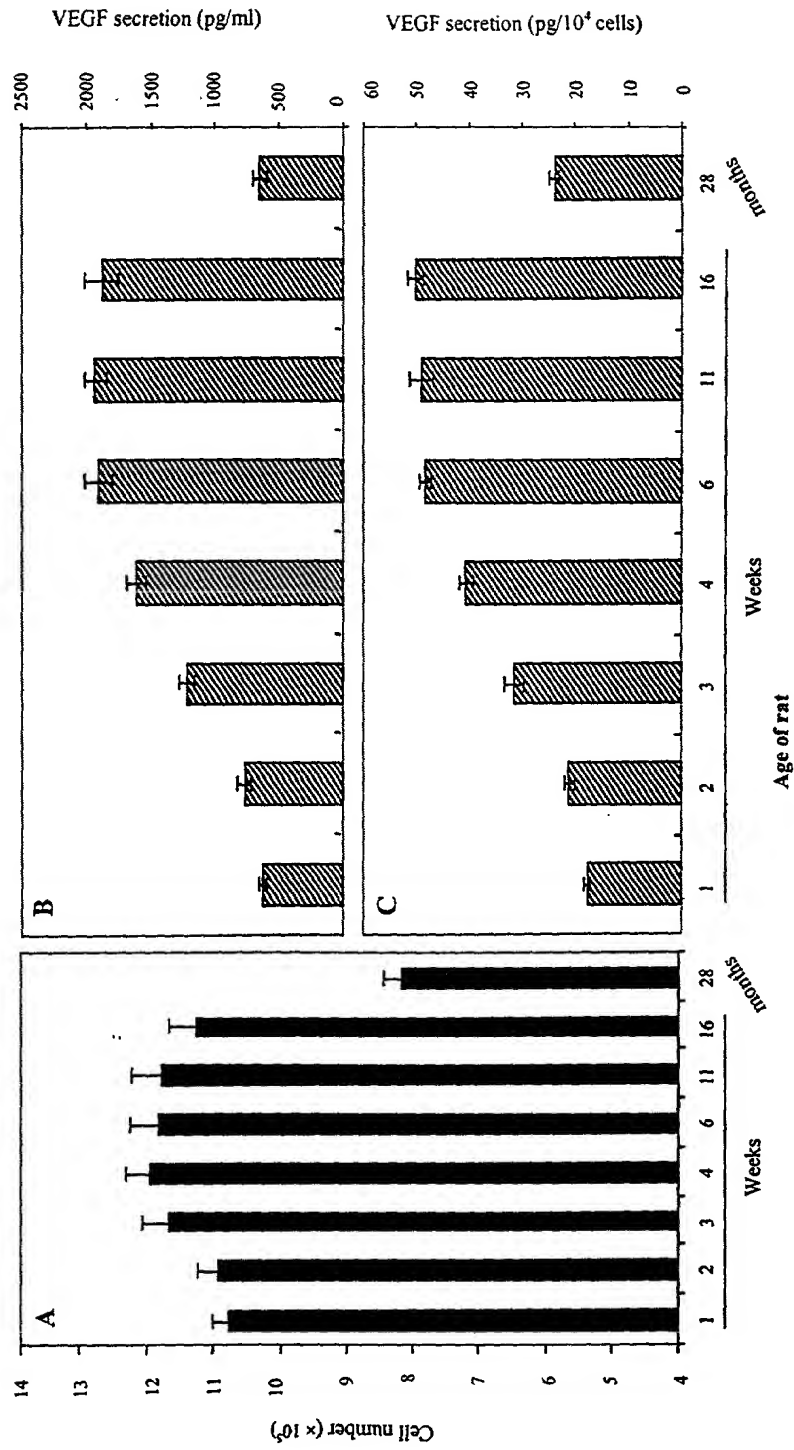 A
Cell number (× 10⁵)
14
13
12
11
10
9
8
7
6
5
4
1 2 3 4 6 11 16 28
Weeks
months
B
VEGF secretion (pg/ml)
2500
2000
1500
1000
500
0
C
VEGF secretion (pg/10⁴ cells)
60
50
40
30
20
10
0
1 2 3 4 6 11 16 28
Weeks
months
Age of rat